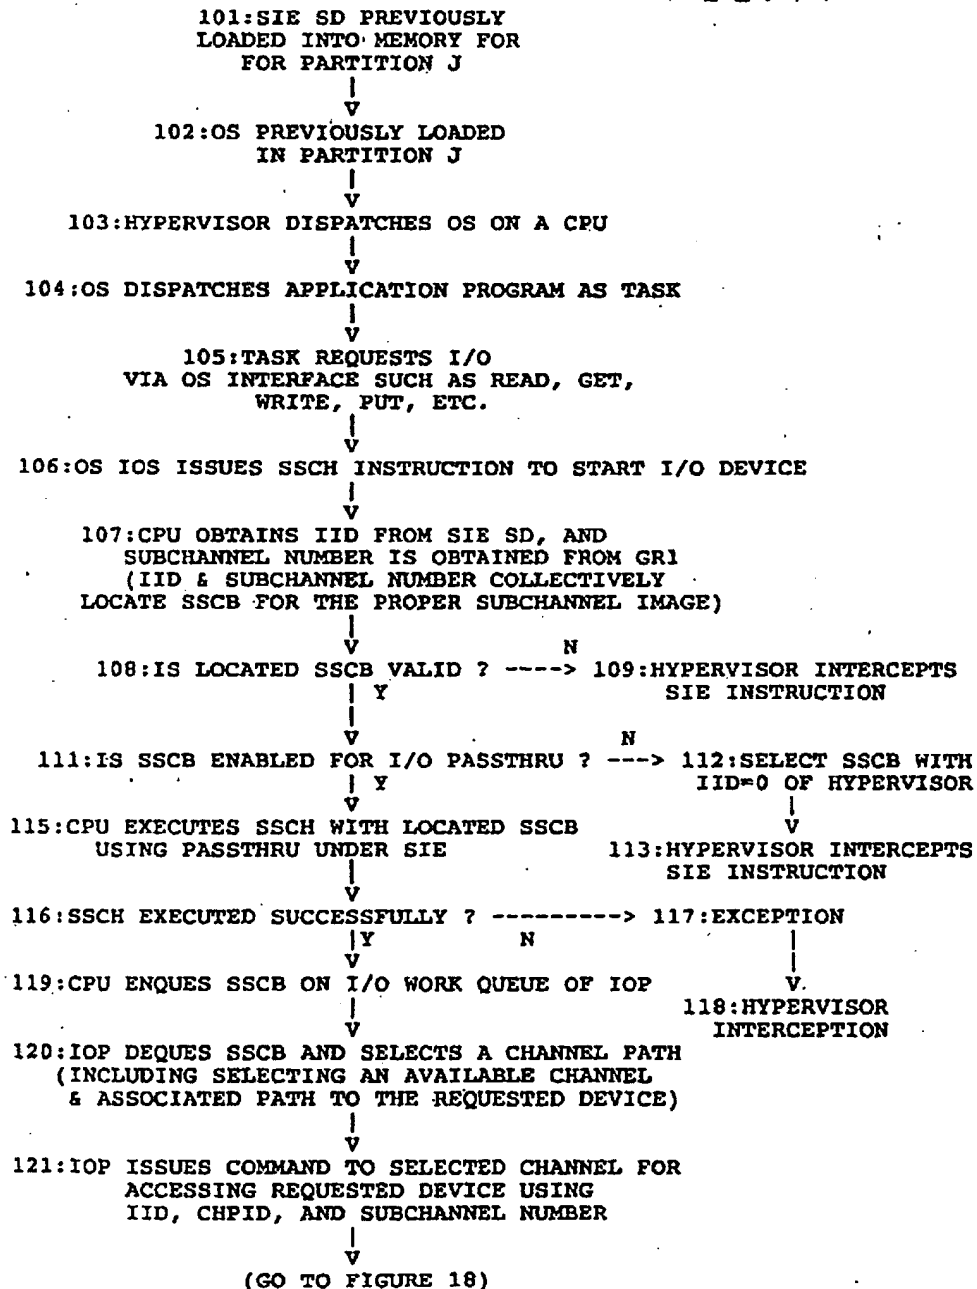 101:SIE SD PREVIOUSLY
LOADED INTO MEMORY FOR
FOR PARTITION J
102:OS PREVIOUSLY LOADED
IN PARTITION J
103:HYPERVISOR DISPATCHES OS ON A CPU
104:OS DISPATCHES APPLICATION PROGRAM AS TASK
105:TASK REQUESTS I/O
VIA OS INTERFACE SUCH AS READ, GET,
WRITE, PUT, ETC.
106:OS IOS ISSUES SSCH INSTRUCTION TO START I/O DEVICE
107:CPU OBTAINS IID FROM SIE SD, AND
SUBCHANNEL NUMBER IS OBTAINED FROM GR1
(IID & SUBCHANNEL NUMBER COLLECTIVELY
LOCATE SSCB FOR THE PROPER SUBCHANNEL IMAGE)
N
108:IS LOCATED SSCB VALID ? ----> 109:HYPERVISOR INTERCEPTS
SIE INSTRUCTION
Y
N
111:IS SSCB ENABLED FOR I/O PASSTHRU ? ---> 112:SELECT SSCB WITH
IID=0 OF HYPERVISOR
Y
115:CPU EXECUTES SSCH WITH LOCATED SSCB
USING PASSTHRU UNDER SIE
113:HYPERVISOR INTERCEPTS
SIE INSTRUCTION
116:SSCH EXECUTED SUCCESSFULLY ? ---------> 117:EXCEPTION
Y N
119:CPU ENQUES SSCB ON I/O WORK QUEUE OF IOP
118:HYPERVISOR
INTERCEPTION
120:IOP DEQUES SSCB AND SELECTS A CHANNEL PATH
(INCLUDING SELECTING AN AVAILABLE CHANNEL
& ASSOCIATED PATH TO THE REQUESTED DEVICE)
121:IOP ISSUES COMMAND TO SELECTED CHANNEL FOR
ACCESSING REQUESTED DEVICE USING
IID, CHPID, AND SUBCHANNEL NUMBER
(GO TO FIGURE 18)